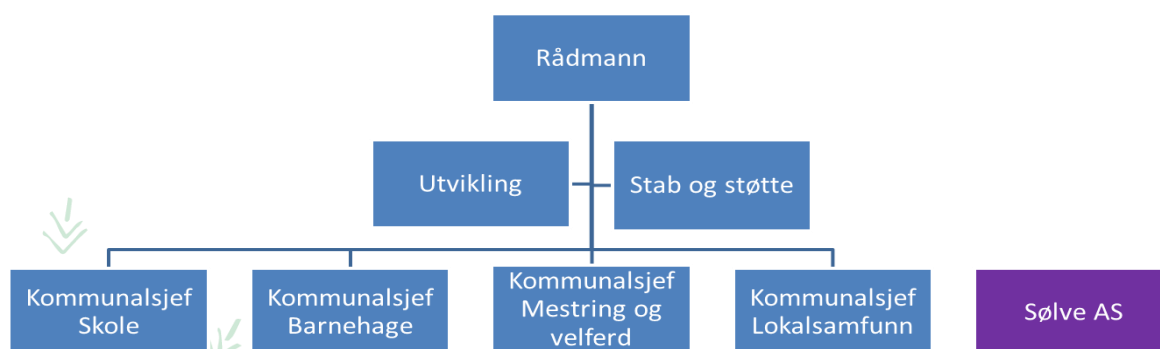 Rådmann
Utvikling
Stab og støtte
Kommunalsjef
Skole
Kommunalsjef
Barnehage
Kommunalsjef
Mestring og
velferd
Kommunalsjef
Lokalsamfunn
Sølve AS